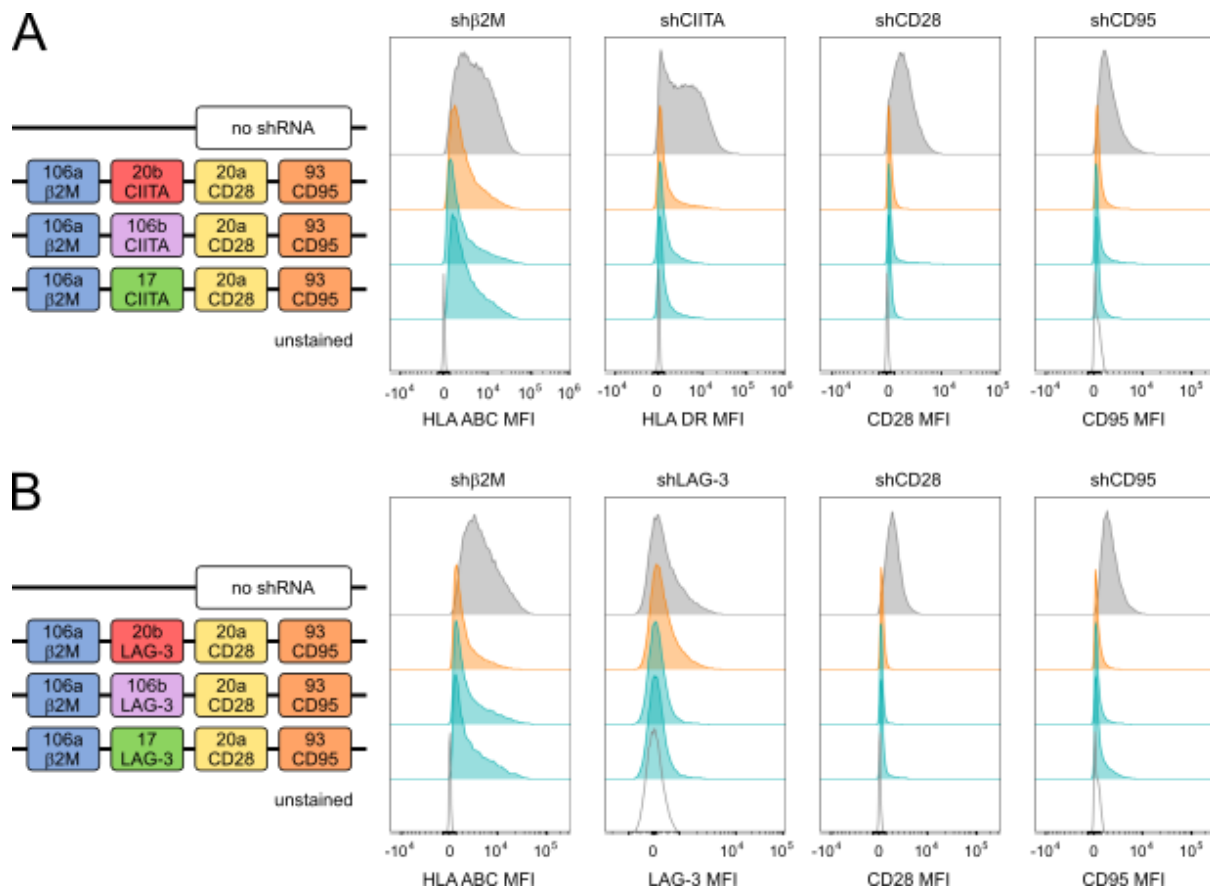 A
shβ2M shCIITA shCD28 shCD95
no shRNA
106a 20b 20a 93
β2M CIITA CD28 CD95
106a 106b 20a 93
β2M CIITA CD28 CD95
106a 17 20a 93
β2M CIITA CD28 CD95
unstained
-10⁴ 0 10⁴ 10⁵ 10⁶ -10⁴ 0 10⁴ 10⁵ 10⁶ -10⁴ 0 10⁴ 10⁵ -10⁴ 0 10⁴ 10⁵
HLA ABC MFI HLA DR MFI CD28 MFI CD95 MFI
B
shβ2M shLAG-3 shCD28 shCD95
no shRNA
106a 20b 20a 93
β2M LAG-3 CD28 CD95
106a 106b 20a 93
β2M LAG-3 CD28 CD95
106a 17 20a 93
β2M LAG-3 CD28 CD95
unstained
-10⁴ 0 10⁴ 10⁵ 0 10⁴ -10⁴ 0 10⁴ 10⁵ -10⁴ 0 10⁴ 10⁵
HLA ABC MFI LAG-3 MFI CD28 MFI CD95 MFI